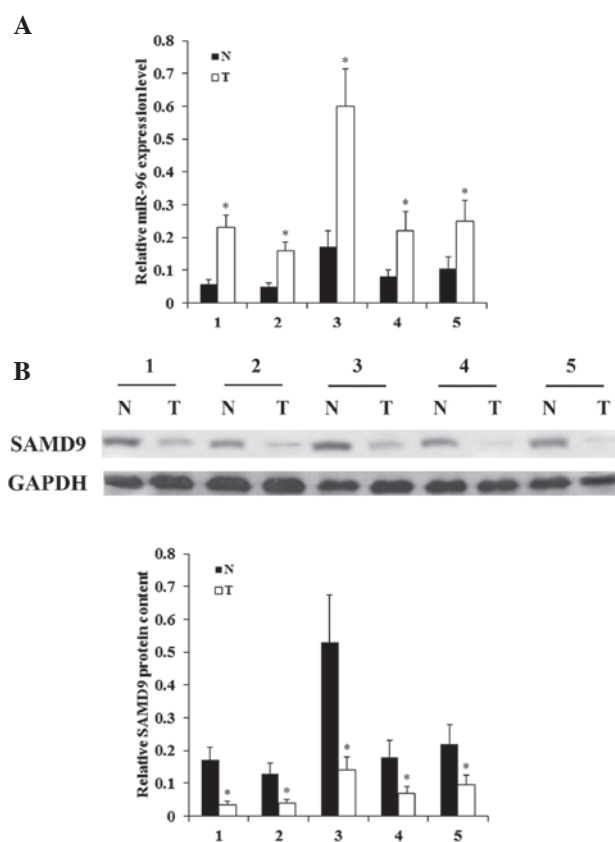 A
Relative miR-96 expression level
0.8
0.7
0.6
0.5
0.4
0.3
0.2
0.1
0
N
T
*
*
*
*
*
1 2 3 4 5
B
1 2 3 4 5
N T N T N T N T N T
SAMD9
GAPDH
Relative SAMD9 protein content
0.8
0.7
0.6
0.5
0.4
0.3
0.2
0.1
0
N
T
*
*
*
*
*
1 2 3 4 5